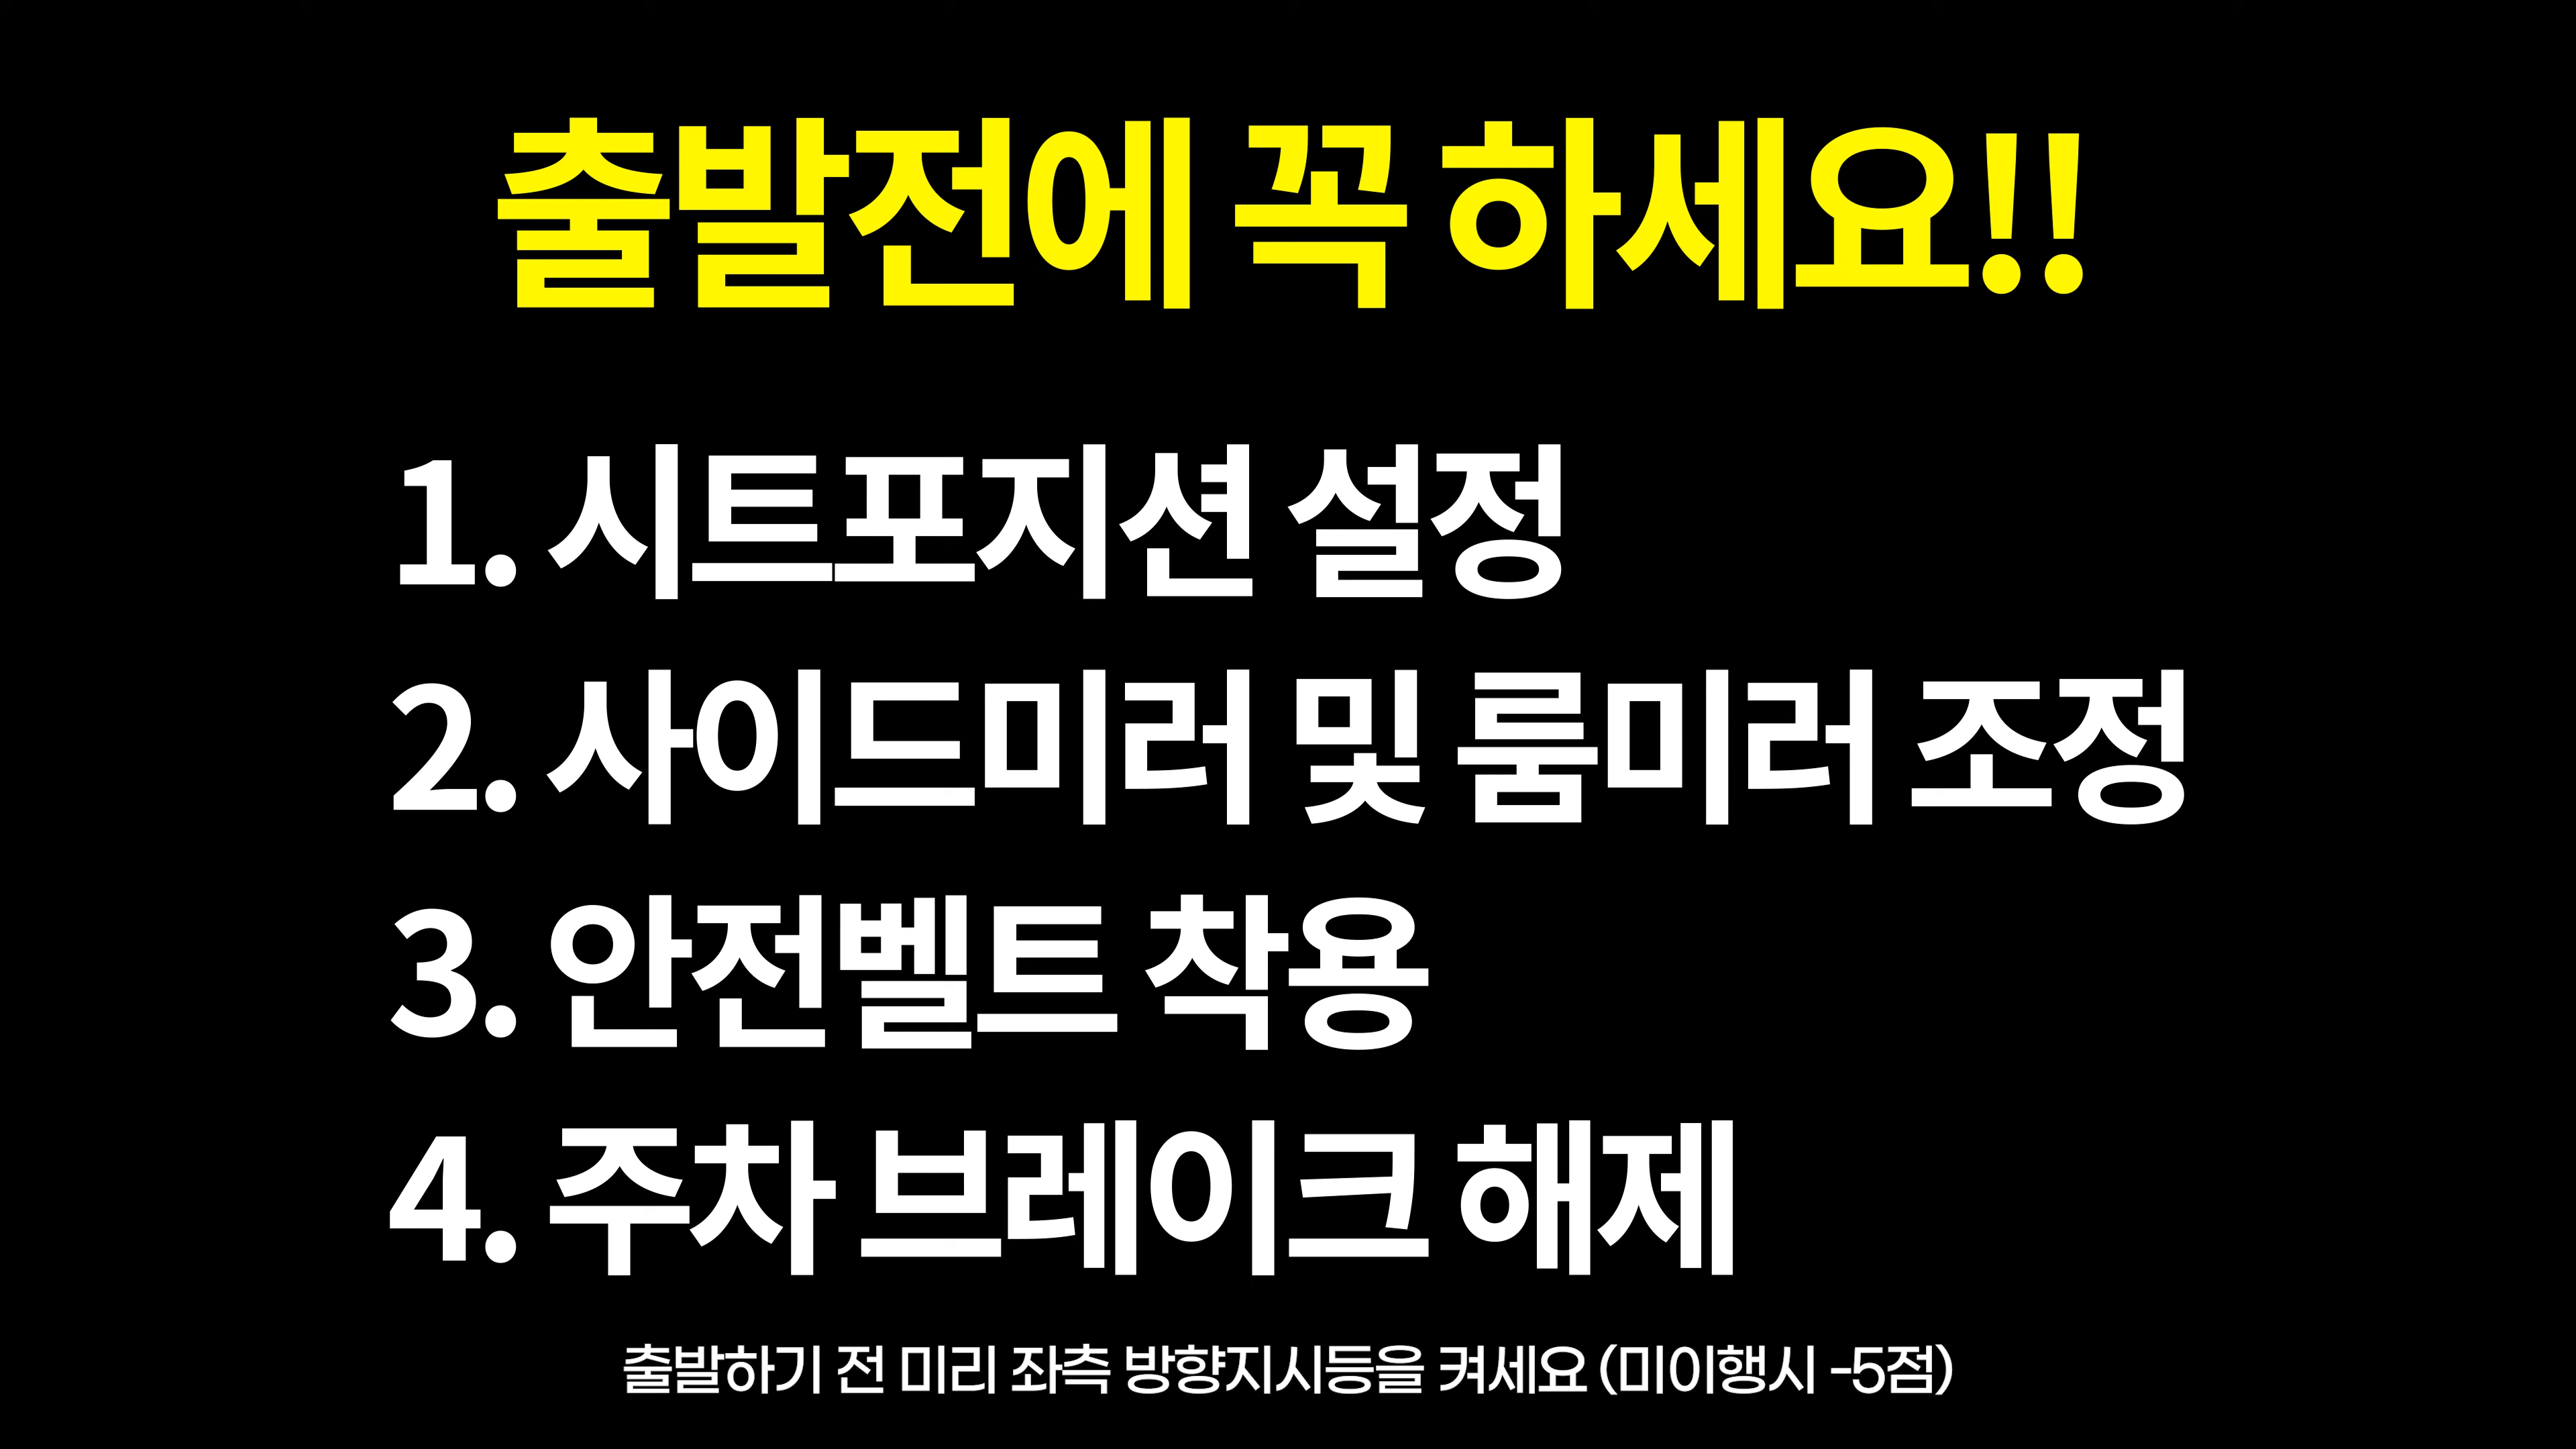 출발전에 꼭 하세요!!
1. 시트포지션 설정
2. 사이드미러 및 룸미러 조정
3. 안전벨트 착용
4. 주차 브레이크 해제
출발하기 전 미리 좌측 방향지시등을 켜세요 (미이행시 -5점)